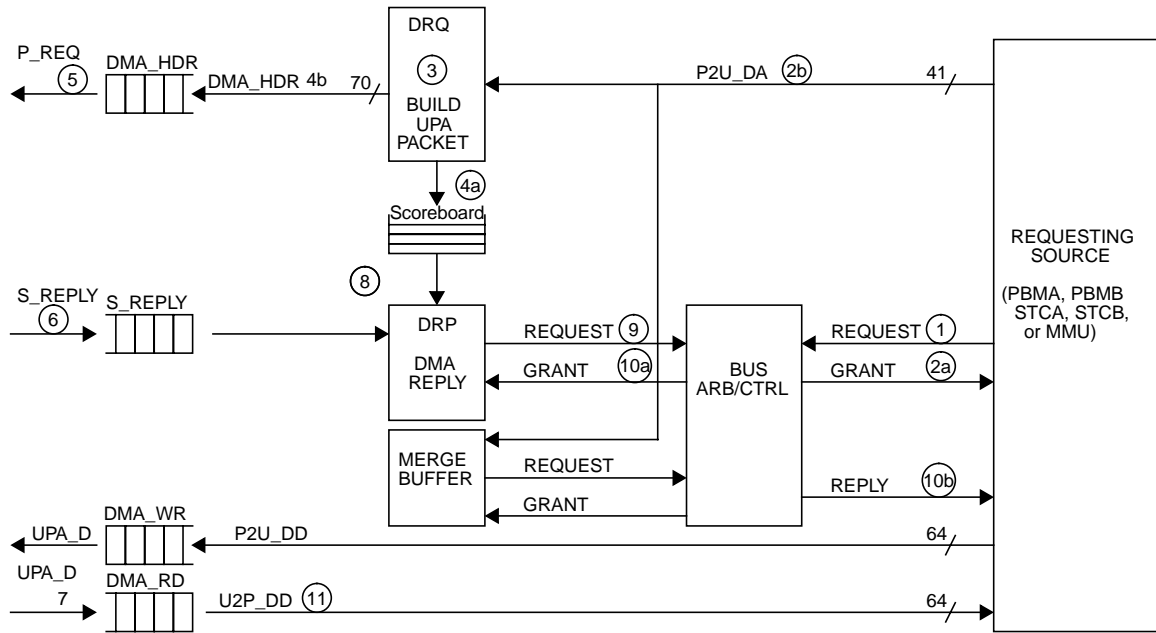 DRQ
3
BUILD
UPA
PACKET
P_REQ
5
DMA_HDR
DMA_HDR 4b
70
P2U_DA 2b
41
4a
Scoreboard
8
S_REPLY
6
S_REPLY
DRP
DMA
REPLY
REQUEST 9
GRANT 10a
BUS
ARB/CTRL
REQUEST 1
GRANT 2a
REPLY 10b
REQUESTING
SOURCE
(PBMA, PBMB
STCA, STCB,
or MMU)
MERGE
BUFFER
REQUEST
GRANT
UPA_D
DMA_WR
P2U_DD
64
UPA_D
7
DMA_RD
U2P_DD 11
64